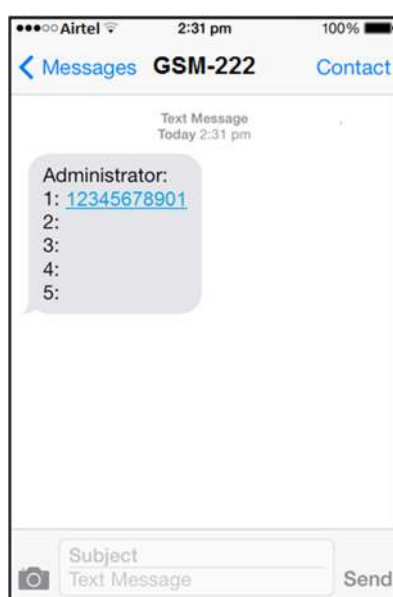 Airtel 2:31 pm 100%
Messages GSM-222 Contact
Text Message
Today 2:31 pm
Administrator:
1: 12345678901
2:
3:
4:
5:
Subject
Text Message Send